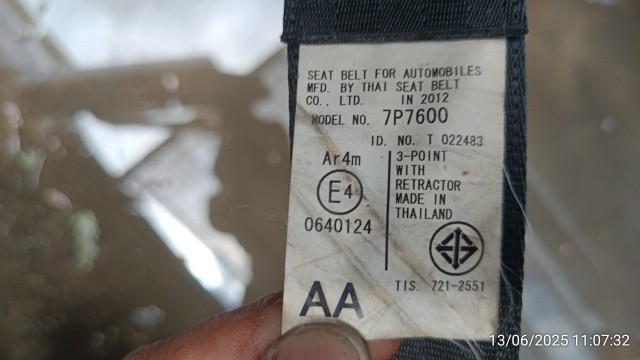 SEAT BELT FOR AUTOMOBILES
MFD. BY THAI SEAT BELT
CO., LTD. IN 2012
MODEL NO. 7P7600
ID. NO. T 022483
Ar4m
E4
0640124
3-POINT
WITH
RETRACTOR
MADE IN
THAILAND
TIS. 721-2551
AA
13/06/2025 11:07:32